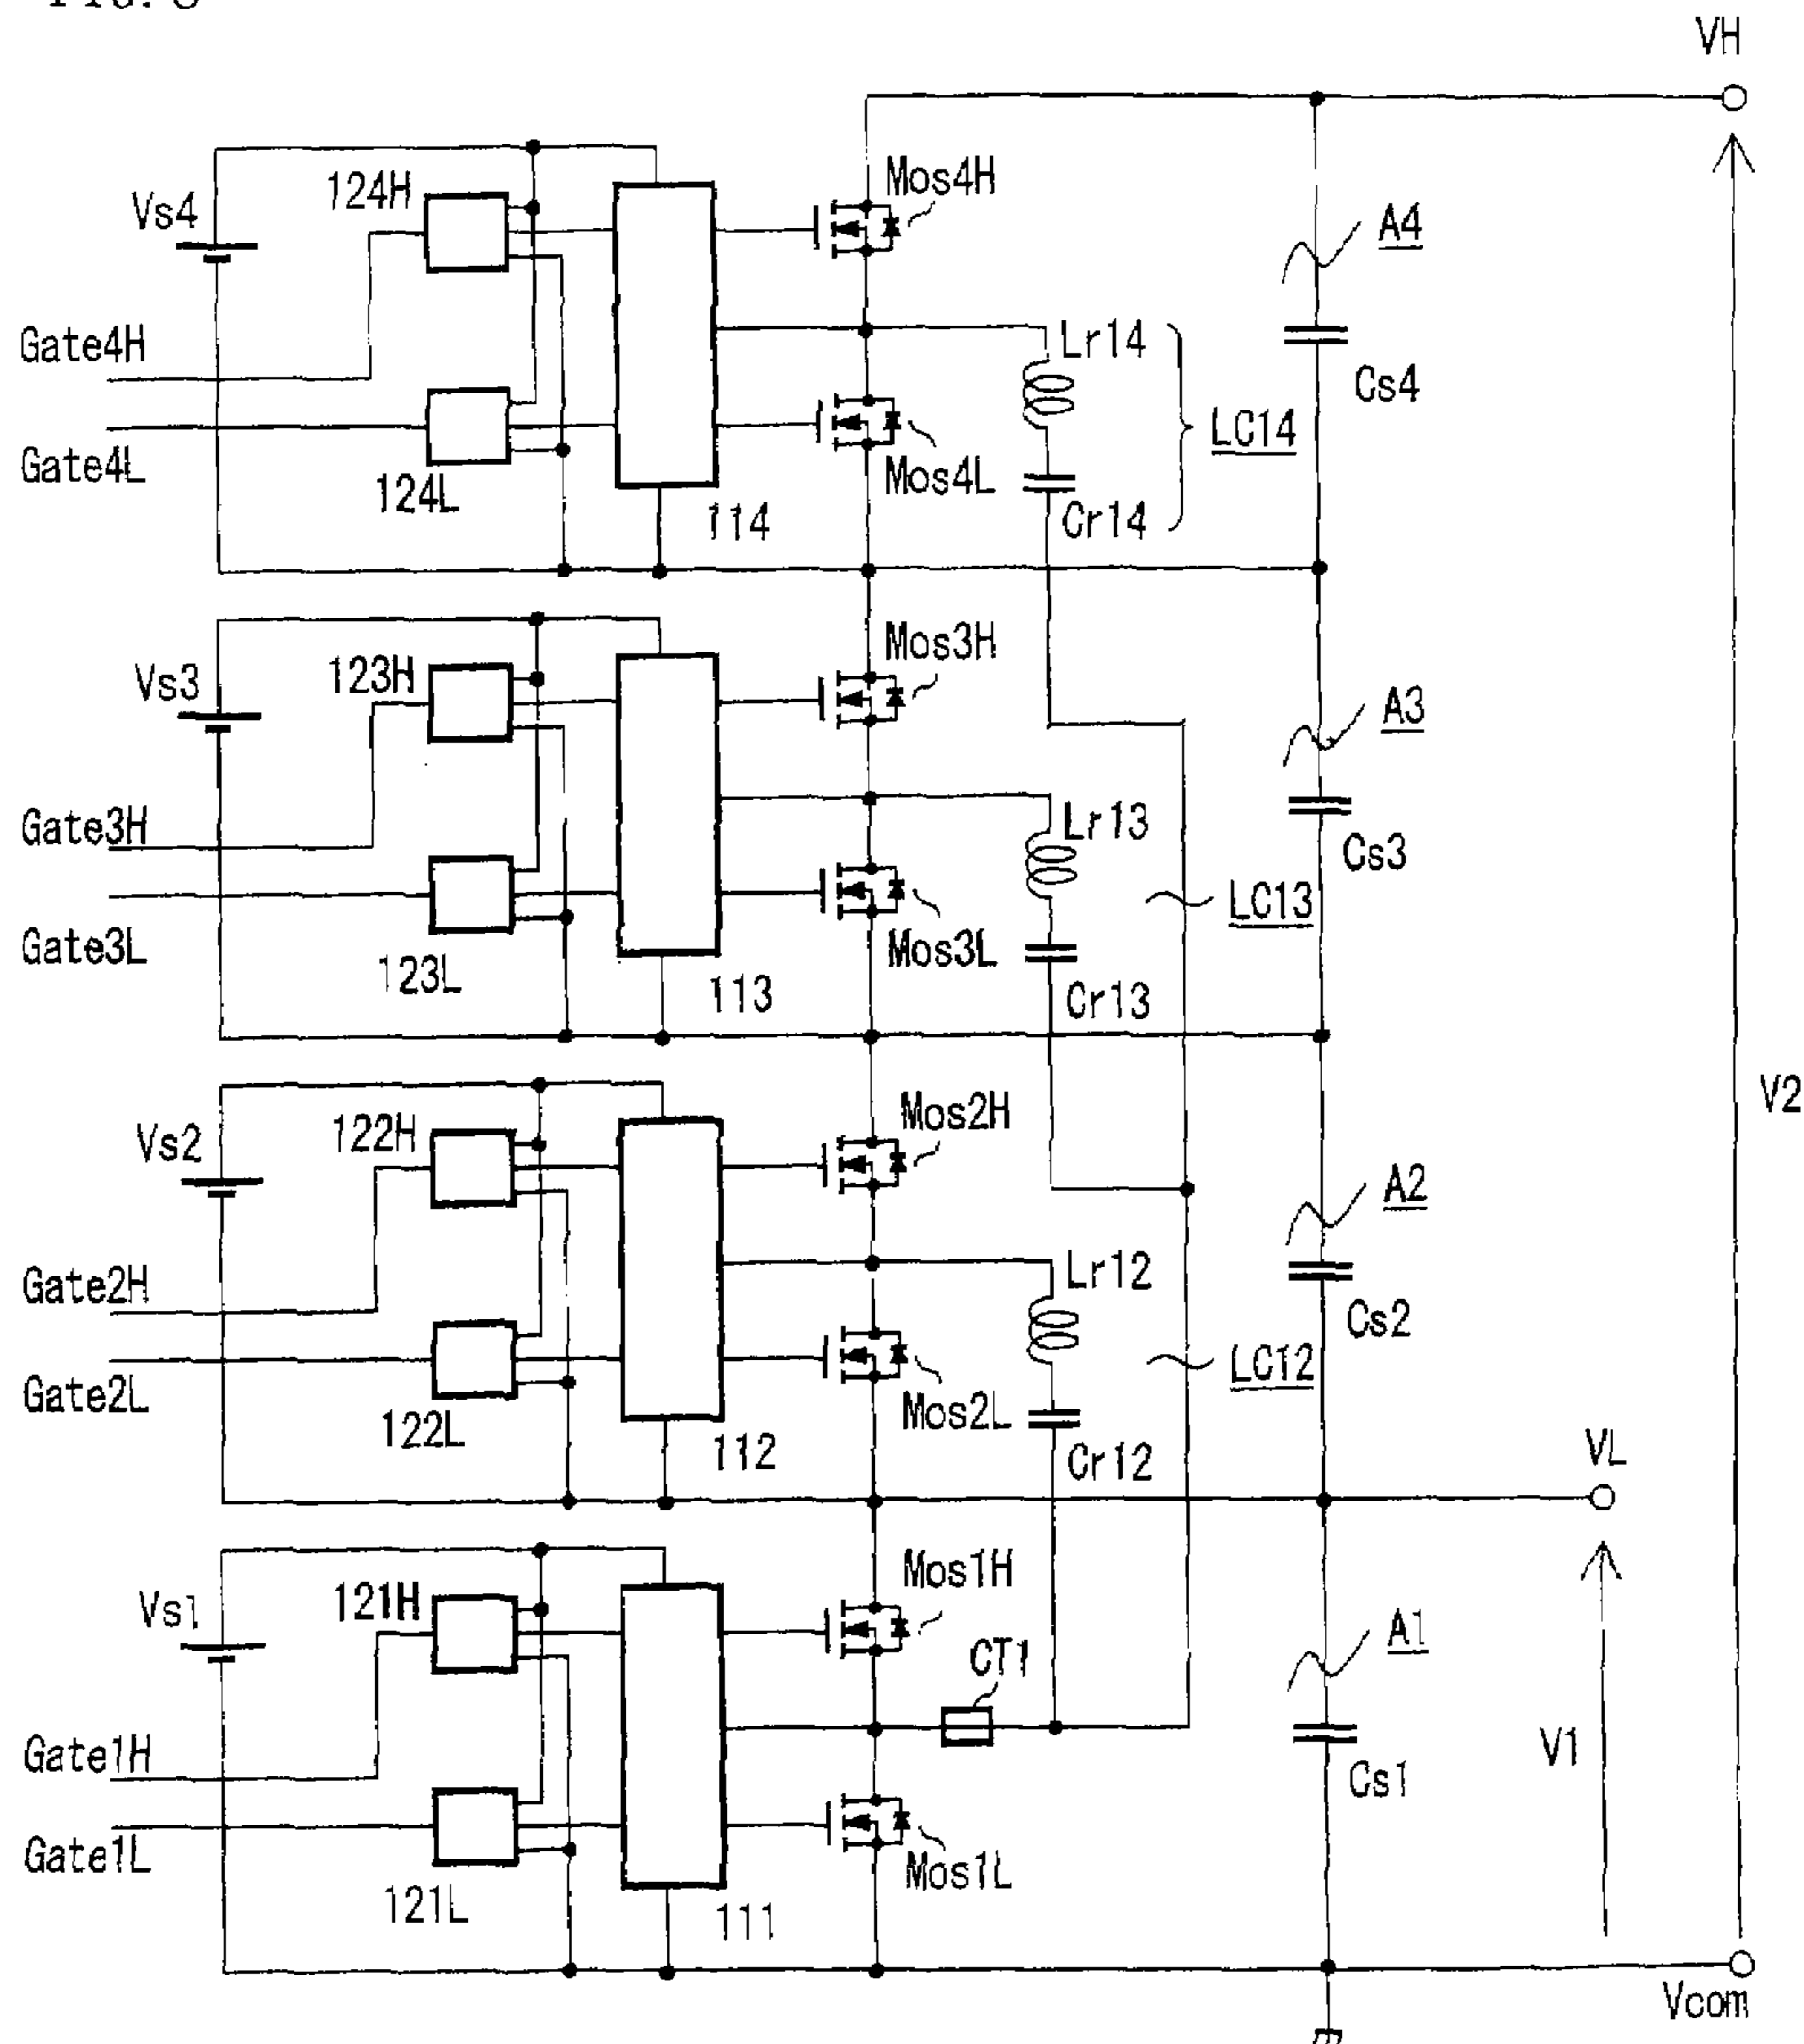 VH
Mos4H
124H
Vs4
A4
Gate4H
Lr14
Cs4
LC14
Gate4L
Mos4L
124L
114
Cr14
Mos3H
123H
Vs3
A3
Gate3H
Lr13
Cs3
LC13
Gate3L
Mos3L
123L
113
Cr13
V2
Mos2H
122H
Vs2
A2
Gate2H
Lr12
Cs2
LC12
Gate2L
Mos2L
122L
112
Cr12
VL
Mos1H
121H
Vs1
A1
CT1
Gate1H
V1
Cs1
Gate1L
Mos1L
121L
111
Vcom